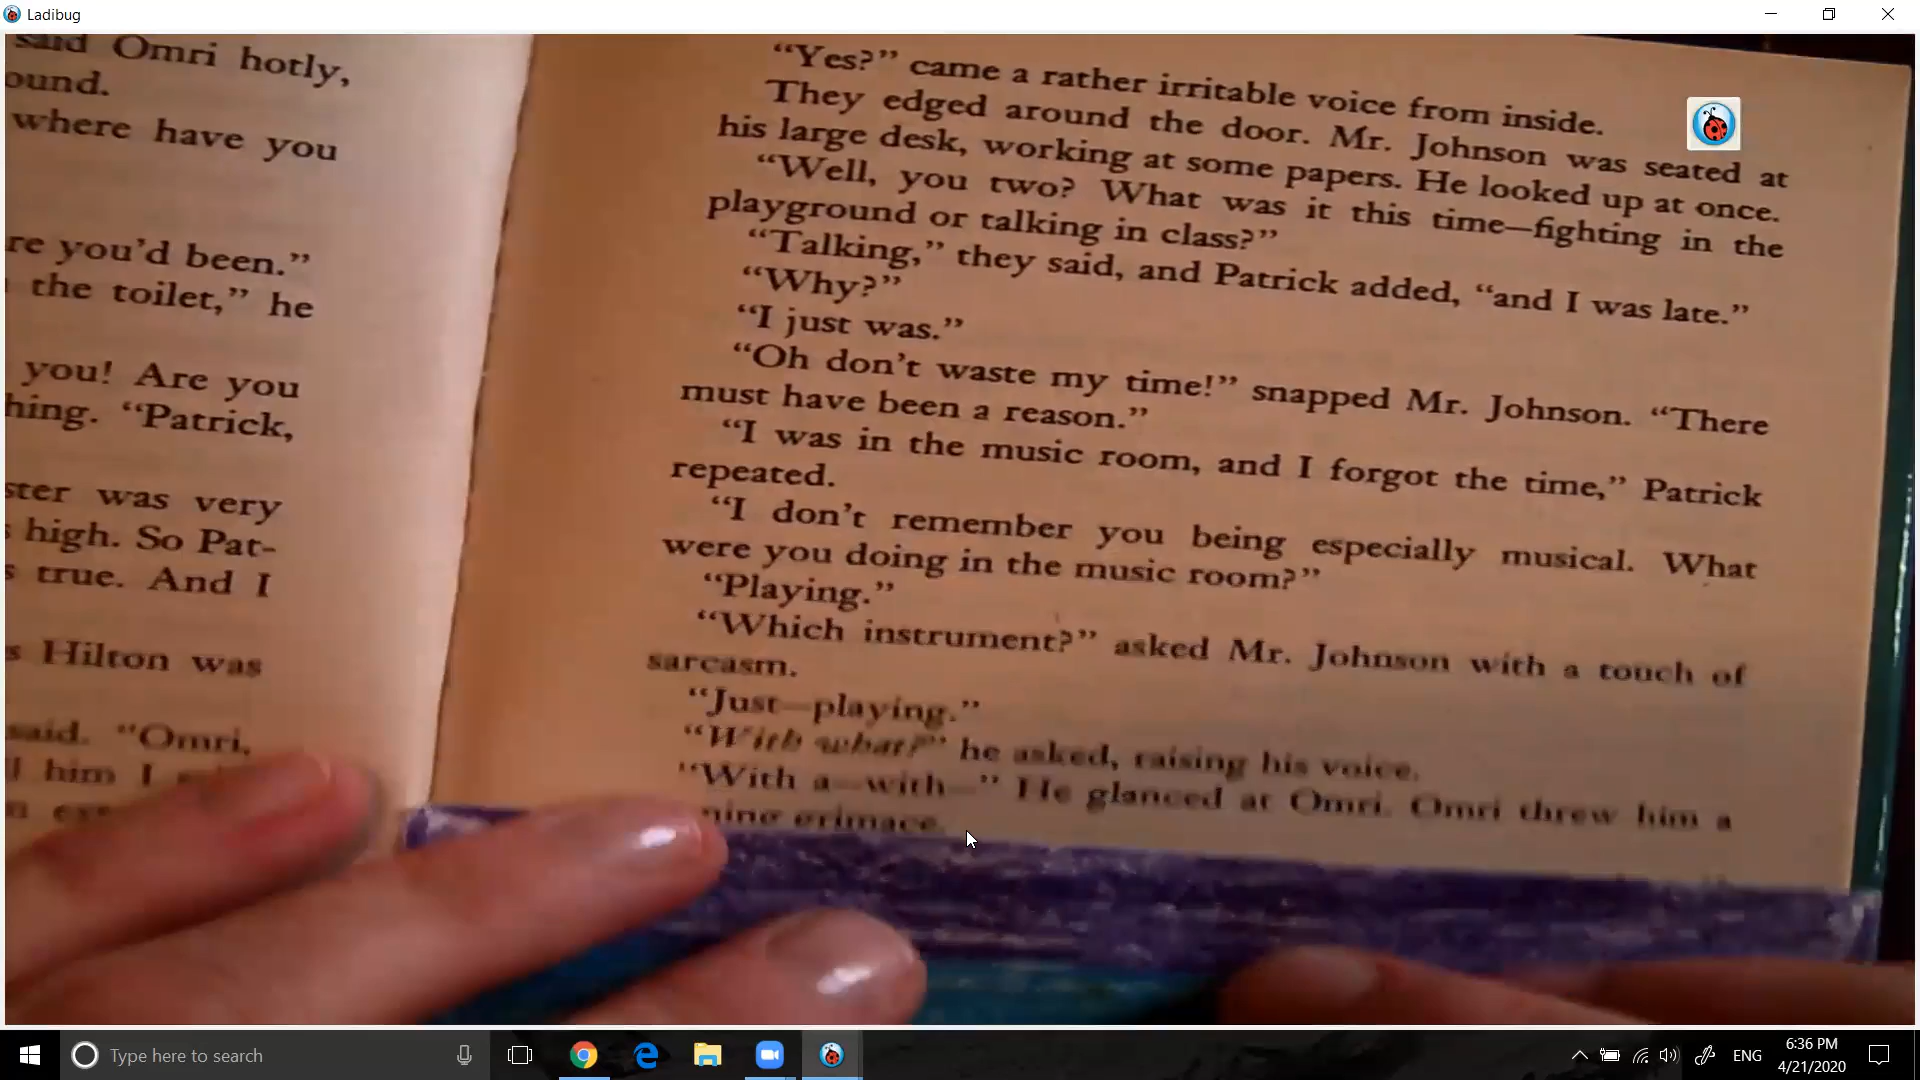 Ladibug
said Omri hotly,
ound.
where have you
re you'd been."
the toilet," he
you! Are you
hing. "Patrick,
ster was very
s high. So Pat-
s true. And I
s Hilton was
said. "Omri,
him I
"Yes?" came a rather irritable voice from inside.
They edged around the door. Mr. Johnson was seated at
his large desk, working at some papers. He looked up at once.
"Well, you two? What was it this time—fighting in the
playground or talking in class?"
"Talking," they said, and Patrick added, "and I was late."
"Why?"
"I just was."
"Oh don't waste my time!" snapped Mr. Johnson. "There
must have been a reason."
"I was in the music room, and I forgot the time," Patrick
repeated.
"I don't remember you being especially musical. What
were you doing in the music room?"
"Playing."
"Which instrument?" asked Mr. Johnson with a touch of
sarcasm.
"Just—playing."
"With what?" he asked, raising his voice.
"With a—with—" He glanced at Omri. Omri threw him a
ning grimace.
Type here to search
ENG
6:36 PM
4/21/2020